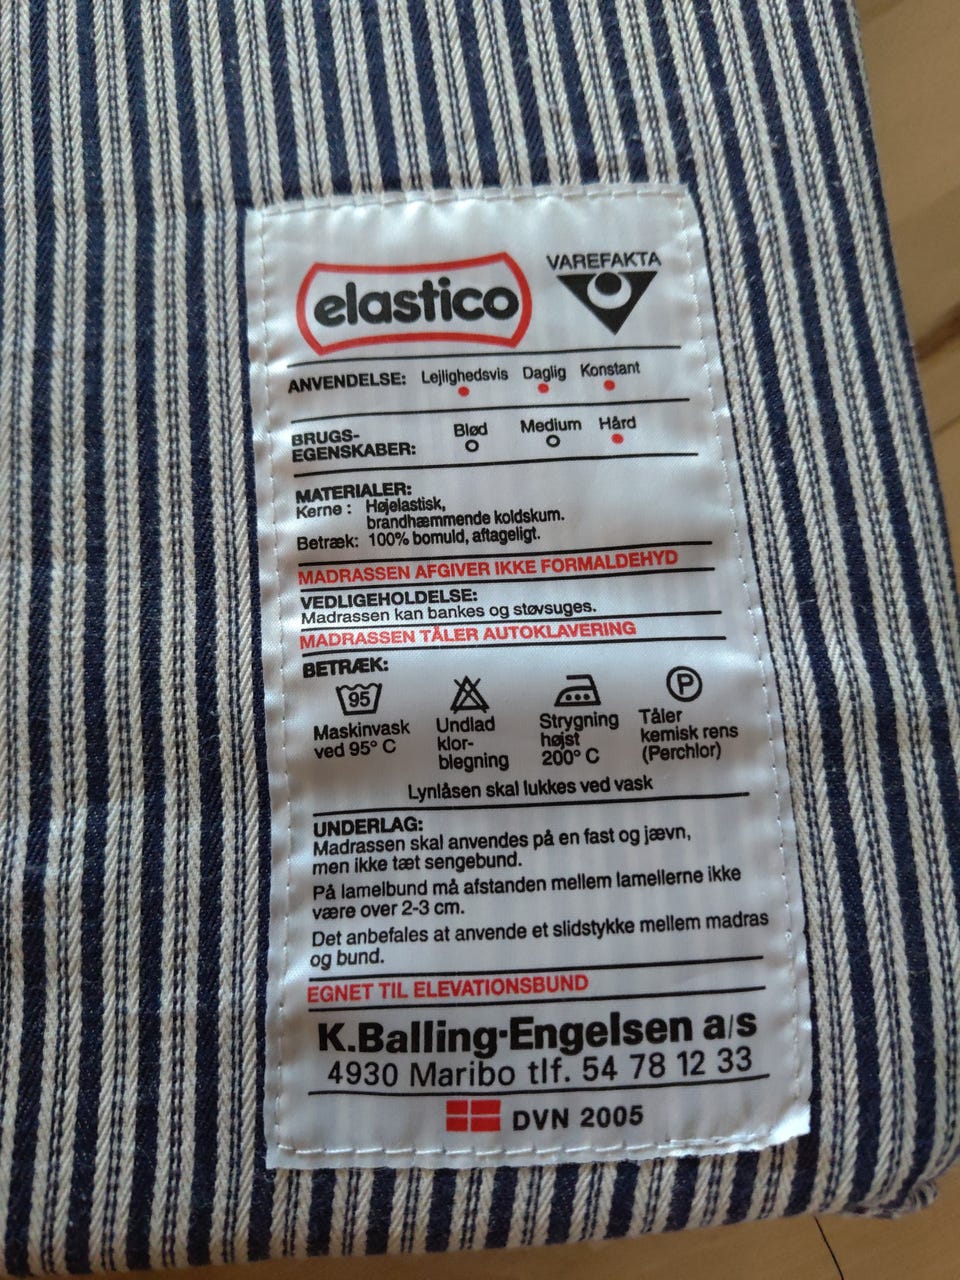 elastico
VAREFAKTA
ANVENDELSE: Lejlighedsvis Daglig Konstant
BRUGS-
EGENSKABER: Blød Medium Hård
MATERIALER:
Kerne : Højelastisk,
brandhæmmende koldskum.
Betræk: 100% bomuld, aftageligt.
MADRASSEN AFGIVER IKKE FORMALDEHYD
VEDLIGEHOLDELSE:
Madrassen kan bankes og støvsuges.
MADRASSEN TÅLER AUTOKLAVERING
BETRÆK:
95
P
Maskinvask
ved 95° C
Undlad
klor-
blegning
Strygning
højst
200° C
Tåler
kemisk rens
(Perchlor)
Lynlåsen skal lukkes ved vask
UNDERLAG:
Madrassen skal anvendes på en fast og jævn,
men ikke tæt sengebund.
På lamelbund må afstanden mellem lamellerne ikke
være over 2-3 cm.
Det anbefales at anvende et slidstykke mellem madras
og bund.
EGNET TIL ELEVATIONSBUND
K.Balling-Engelsen a/s
4930 Maribo tlf. 54 78 12 33
DVN 2005